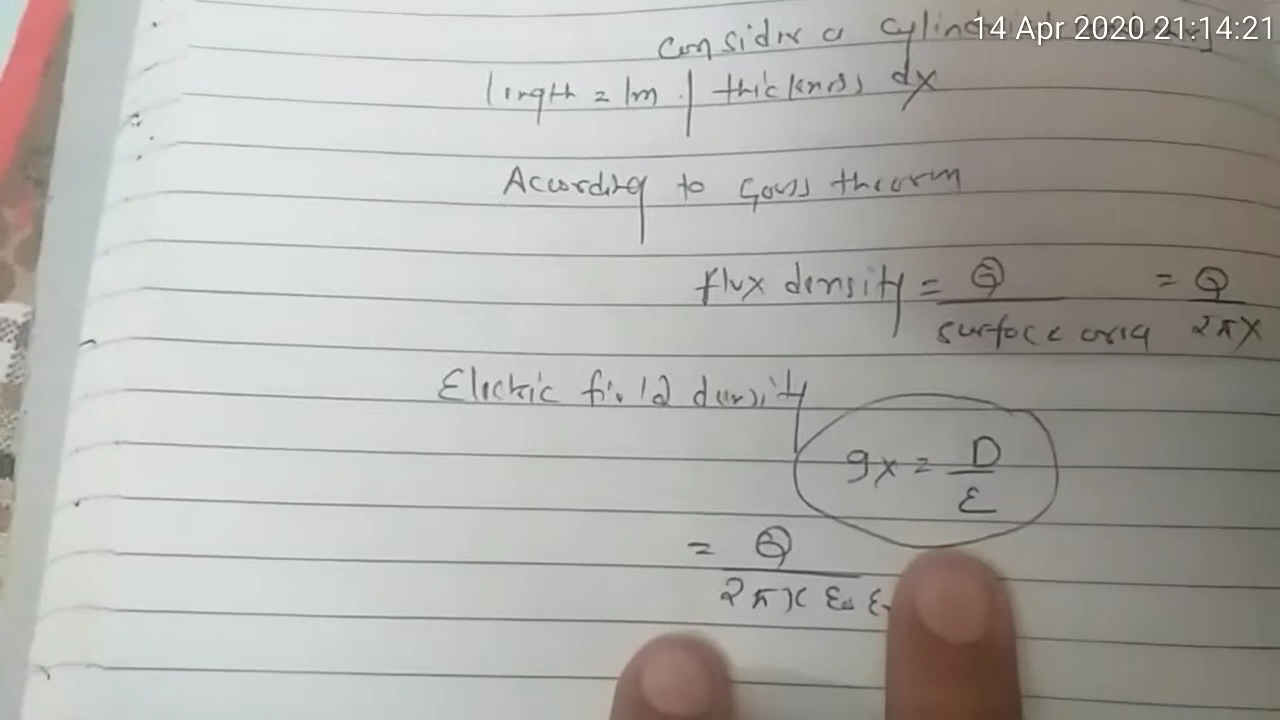 14 Apr 2020 21:14:21
Consider a
length = 1m / thickness dx
According to Gauss theorem
flux density = Q / surface area = Q / 2πx
Electric field density
gx = D / ε
= Q / 2πx ε₀ ε